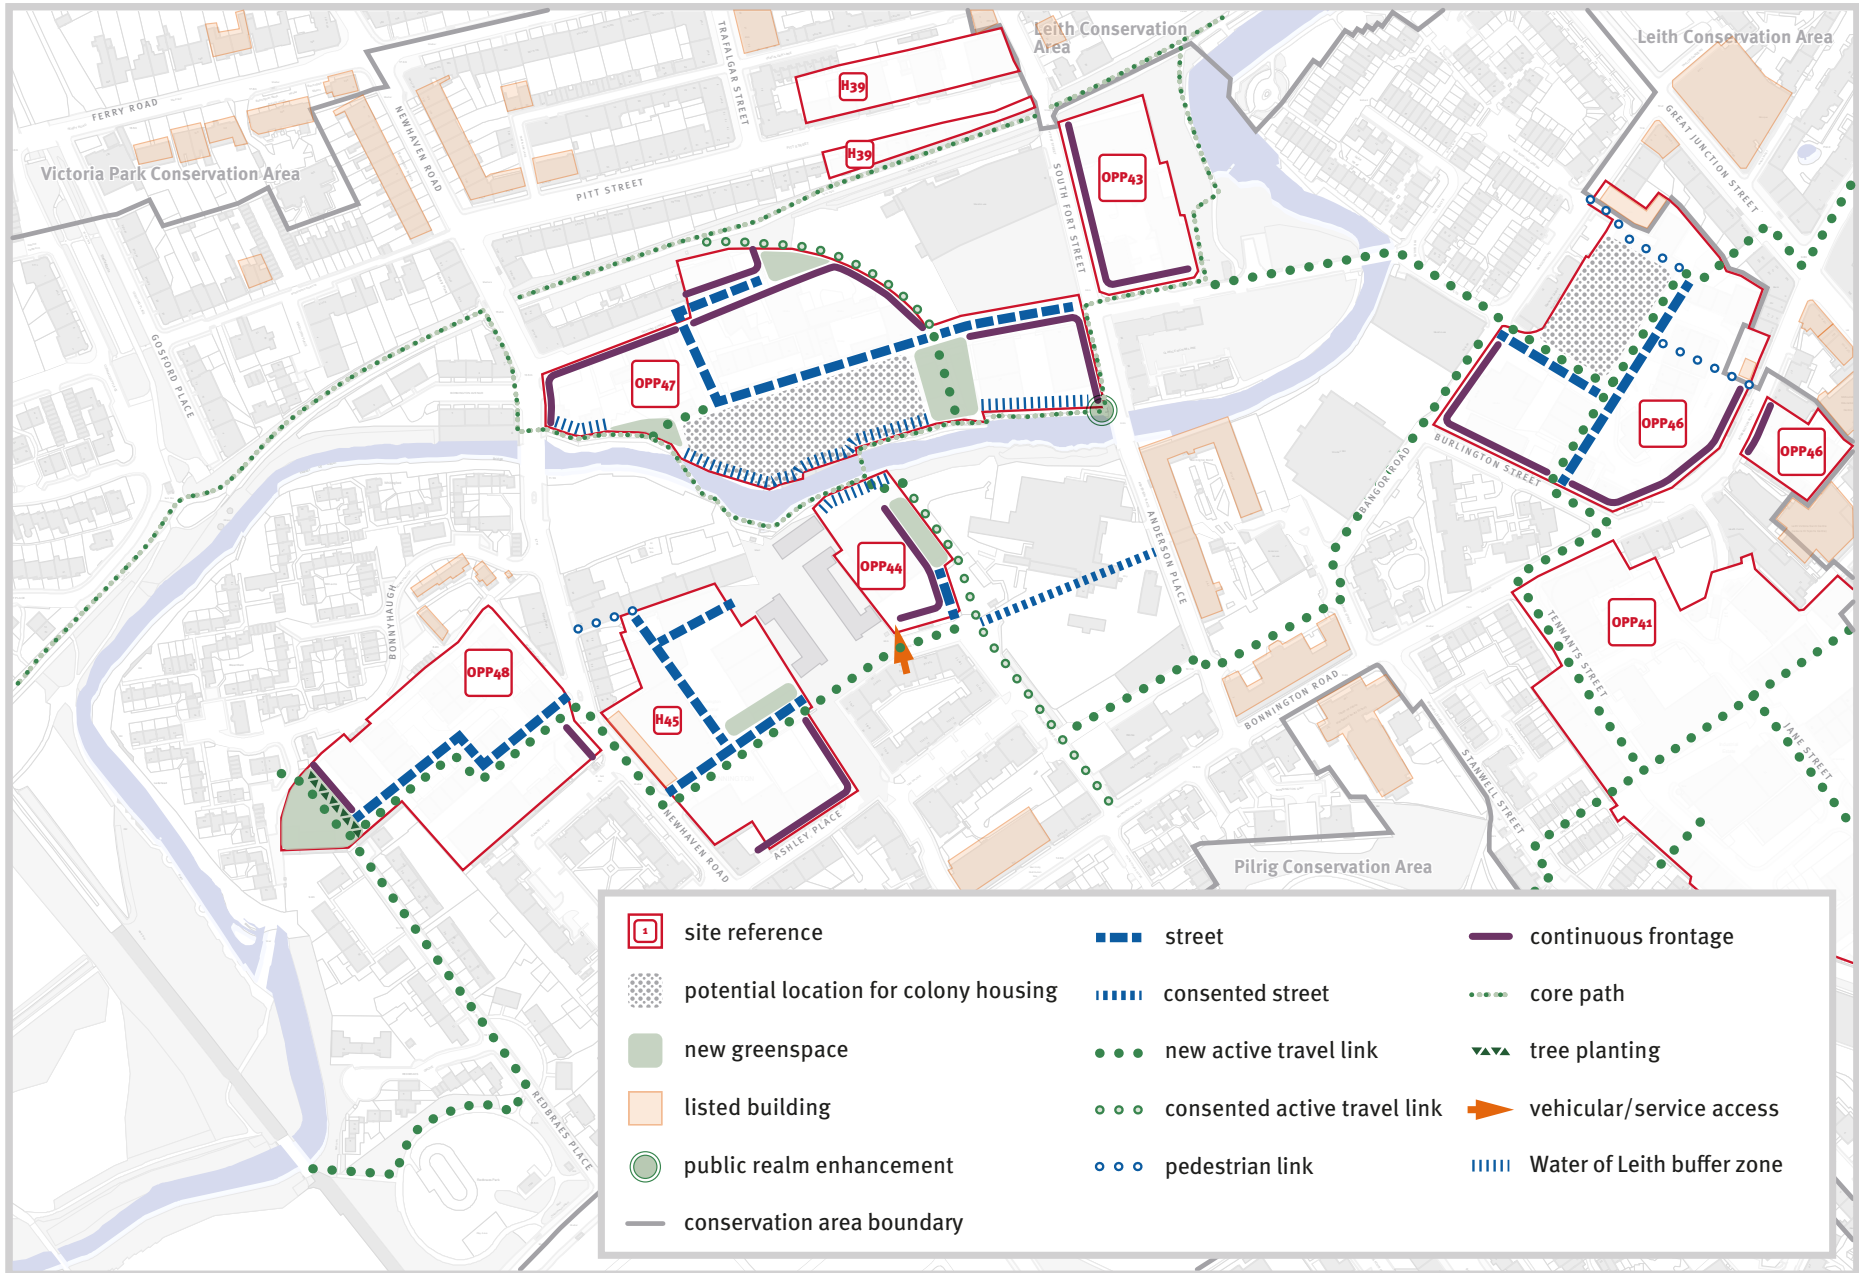 Leith Conservation
Area
Leith Conservation Area
FERRY ROAD
TRAFALGAR STREET
NEWHAVEN ROAD
H39
H39
GREAT JUNCTION STREET
Victoria Park Conservation Area
PITT STREET
SOUTH FORT STREET
OPP43
GOSFORD PLACE
OPP47
OPP46
OPP46
BURLINGTON STREET
BANGOR ROAD
ANDERSON PLACE
OPP44
BONNYHAUGH
OPP48
H45
OPP41
TENNANTS STREET
JANE STREET
BONNINGTON ROAD
STANWELL STREET
NEWHAVEN ROAD
ASHLEY PLACE
Pilrig Conservation Area
REDBRAES PLACE
1
site reference
potential location for colony housing
new greenspace
listed building
public realm enhancement
conservation area boundary
street
consented street
new active travel link
consented active travel link
pedestrian link
continuous frontage
core path
tree planting
vehicular/service access
Water of Leith buffer zone